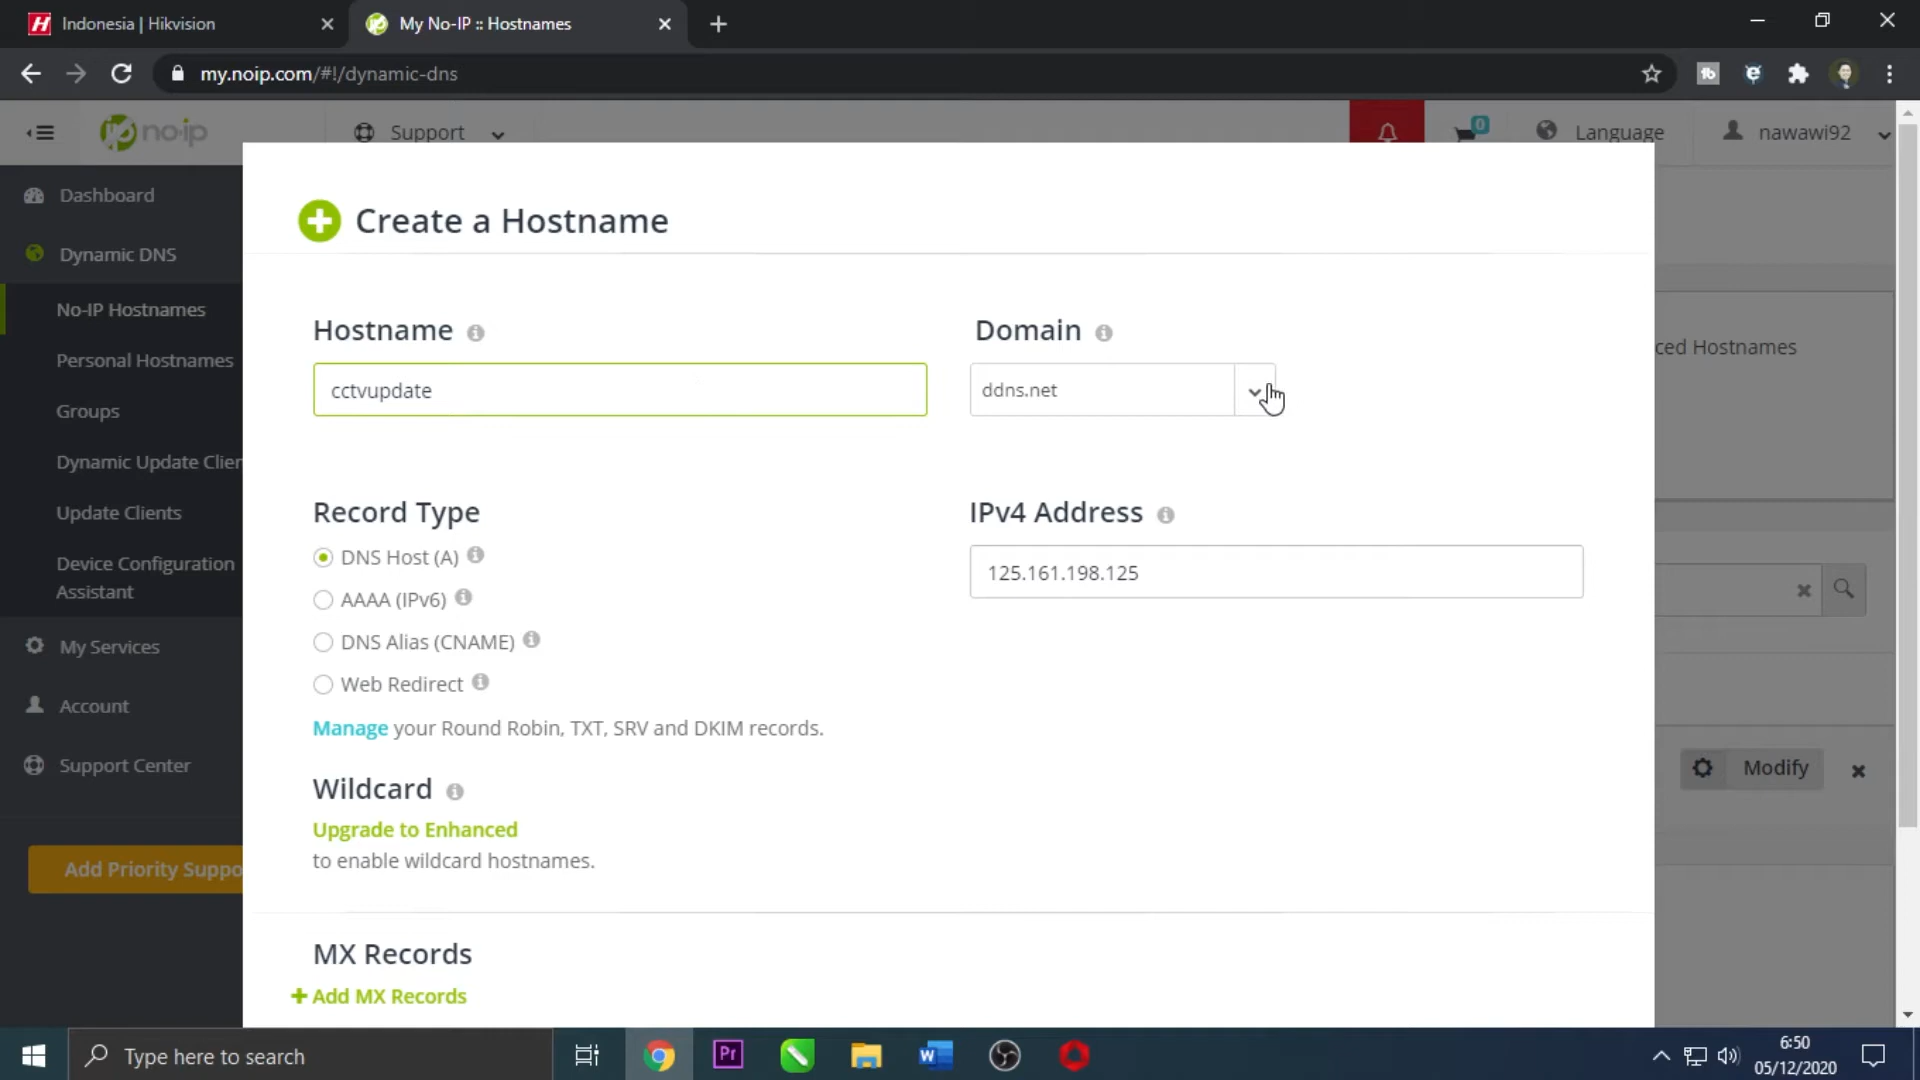 Indonesia | Hikvision
My No-IP :: Hostnames
my.noip.com/#!/dynamic-dns
no-ip
Support
0
Language
nawawi92
Dashboard
Dynamic DNS
No-IP Hostnames
Personal Hostnames
Groups
Dynamic Update Clien
Update Clients
Device Configuration
Assistant
My Services
Account
Support Center
Add Priority Suppo
Create a Hostname
Hostname
Domain
cctvupdate
ddns.net
Record Type
IPv4 Address
DNS Host (A)
125.161.198.125
AAAA (IPv6)
DNS Alias (CNAME)
Web Redirect
Manage your Round Robin, TXT, SRV and DKIM records.
Wildcard
Upgrade to Enhanced
to enable wildcard hostnames.
MX Records
Add MX Records
ced Hostnames
Modify
Type here to search
Pr
W
6:50
05/12/2020